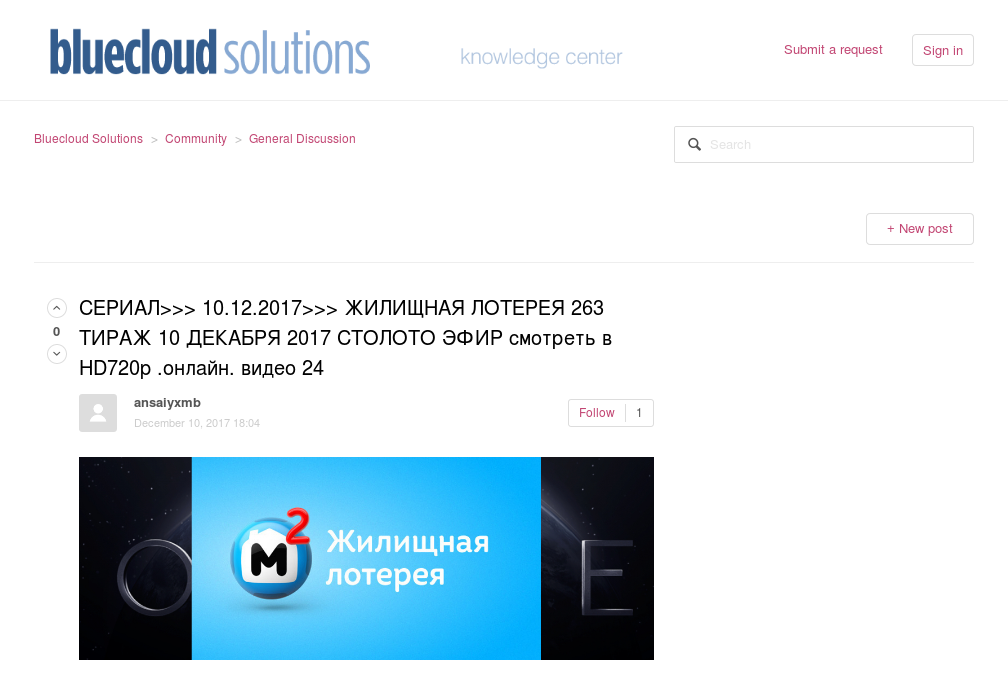 bluecloud solutions
knowledge center
Submit a request
Sign in
Bluecloud Solutions > Community > General Discussion
Search
+ New post
СЕРИАЛ>>> 10.12.2017>>> ЖИЛИЩНАЯ ЛОТЕРЕЯ 263
0
ТИРАЖ 10 ДЕКАБРЯ 2017 СТОЛОТО ЭФИР смотреть в
HD720p .онлайн. видео 24
ansaiyxmb
December 10, 2017 18:04
Follow 1
О М 2 Жилищная
лотерея
E